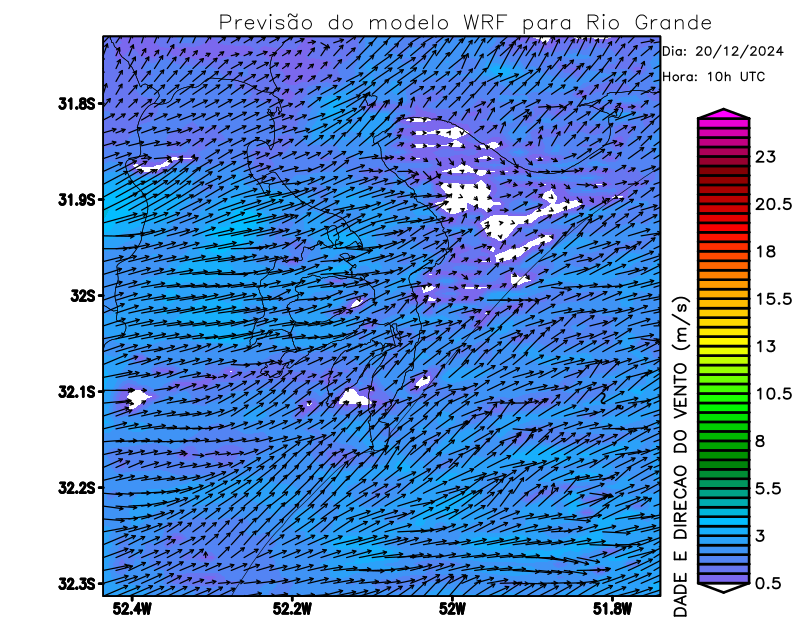 Previsão do modelo WRF para Rio Grande
Dia: 20/12/2024
Hora: 10h UTC
31.8S
31.9S
32S
32.1S
32.2S
32.3S
52.4W
52.2W
52W
51.8W
23
20.5
18
15.5
13
10.5
8
5.5
3
0.5
DADE E DIRECAO DO VENTO (m/s)